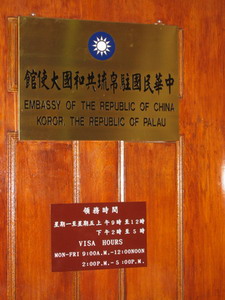 館使大國和共琉帛駐國民華中
EMBASSY OF THE REPUBLIC OF CHINA
KOROR, THE REPUBLIC OF PALAU
領務時間
星期一至星期五上午9時至12時
下午2時至5時
VISA HOURS
MON-FRI 9:00A.M.-12:00NOON
2:00P.M.-5:00P.M.